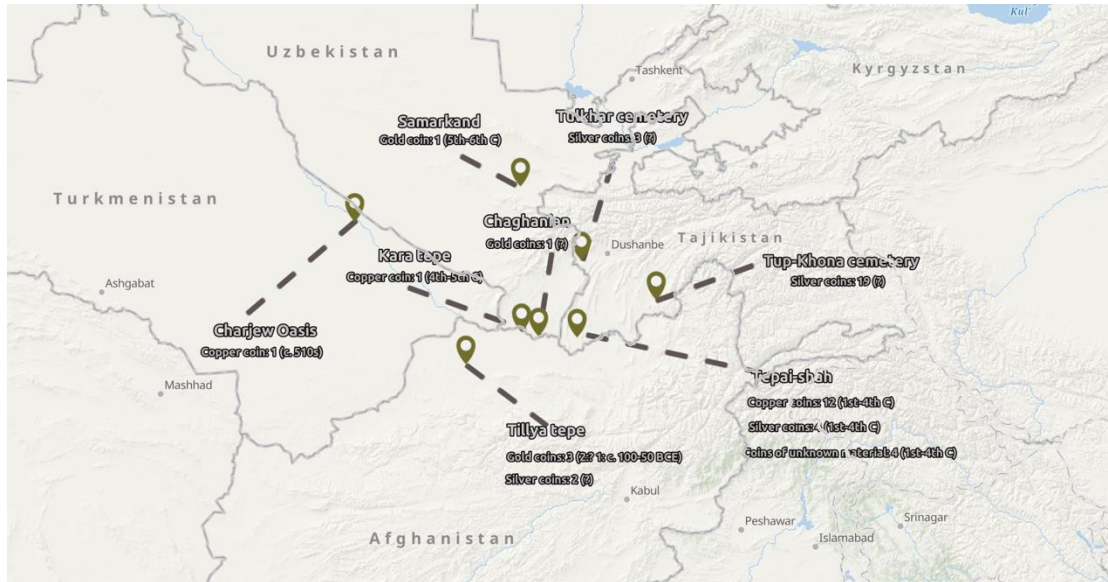 Kul'
Uzbekistan
Kyrgyzstan
Tashkent
Samarkand
Gold coin: 1 (5th-6th C)
Tulkhar cemetery
Silver coins: 3 (?)
Turkmenistan
Chaghanian
Gold coins: 1 (?)
Dushanbe
Tajikistan
Kara tepe
Copper coin: 1 (4th-5th C)
Tup-Khona cemetery
Silver coins: 19 (?)
Ashgabat
Charjew Oasis
Copper coin: 1 (c. 510s)
Mashhad
Tepai-shah
Copper coins: 12 (1st-4th C)
Silver coins: 4 (1st-4th C)
Coins of unknown material: 4 (1st-4th C)
Tillya tepe
Gold coins: 3 (2:? 1: c. 100-50 BCE)
Silver coins: 2 (?)
Kabul
Afghanistan
Peshawar
Islamabad
Srinagar